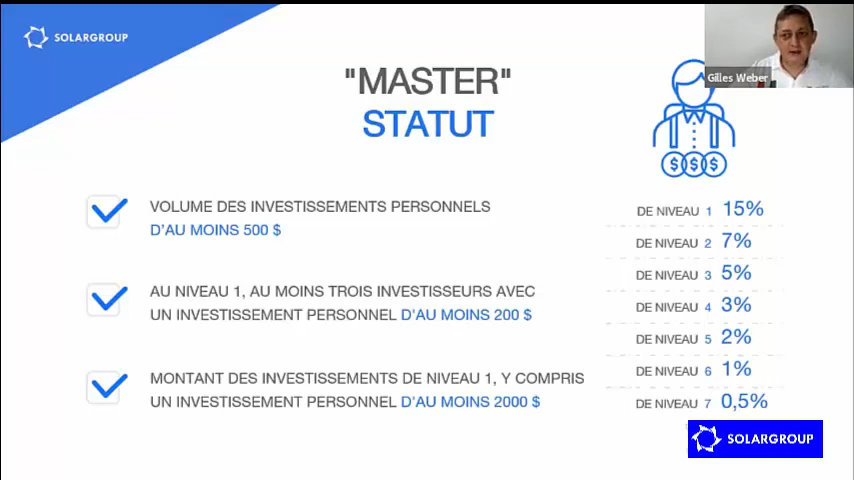 SOLARGROUP
Gilles Weber
"MASTER"
STATUT
$ $ $
VOLUME DES INVESTISSEMENTS PERSONNELS
D'AU MOINS 500 $
AU NIVEAU 1, AU MOINS TROIS INVESTISSEURS AVEC
UN INVESTISSEMENT PERSONNEL D'AU MOINS 200 $
MONTANT DES INVESTISSEMENTS DE NIVEAU 1, Y COMPRIS
UN INVESTISSEMENT PERSONNEL D'AU MOINS 2000 $
DE NIVEAU 1 15%
DE NIVEAU 2 7%
DE NIVEAU 3 5%
DE NIVEAU 4 3%
DE NIVEAU 5 2%
DE NIVEAU 6 1%
DE NIVEAU 7 0,5%
SOLARGROUP